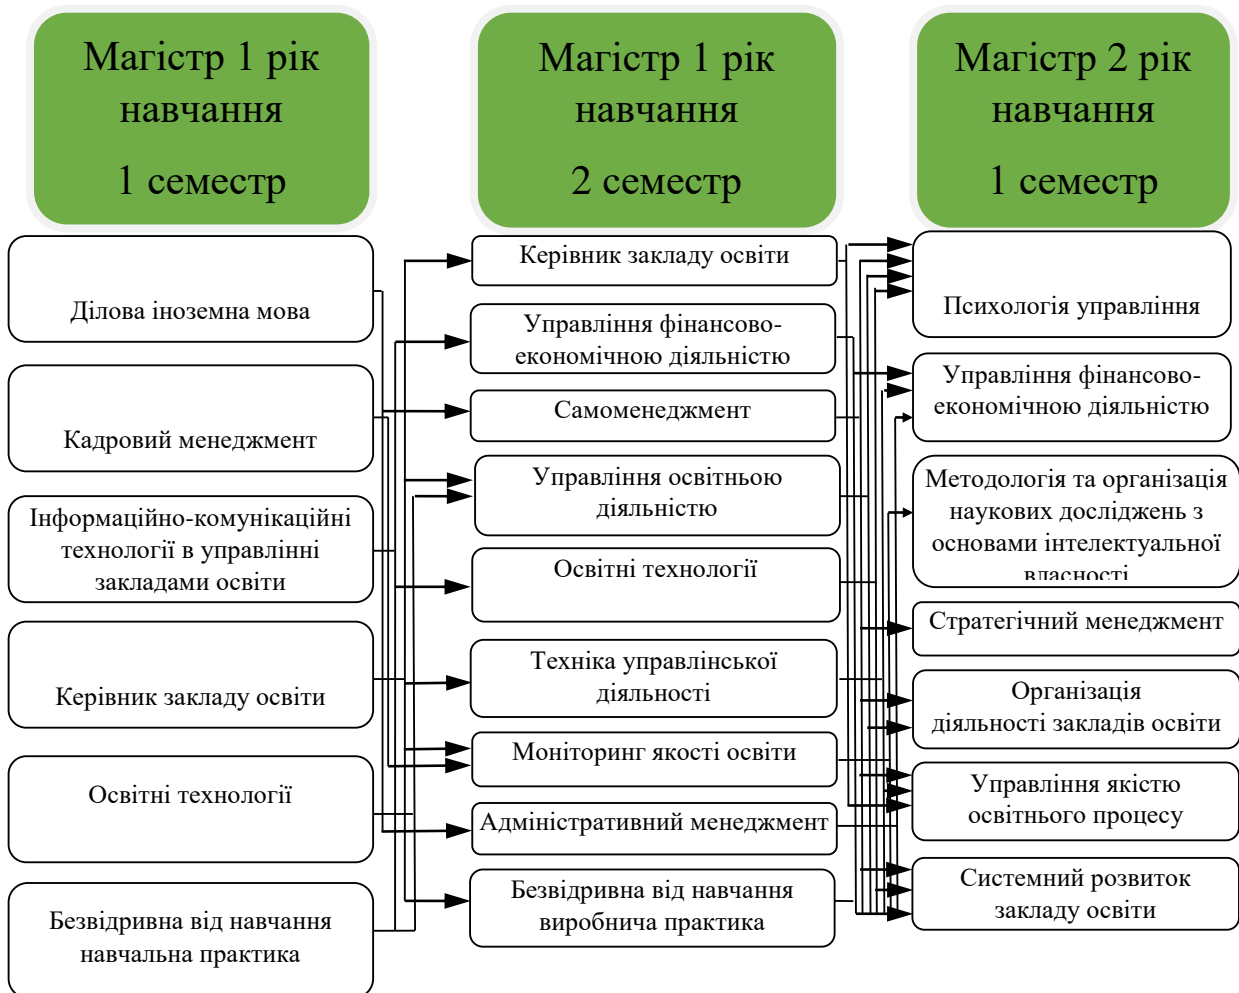 Магістр 1 рік
навчання
1 семестр
Магістр 1 рік
навчання
2 семестр
Магістр 2 рік
навчання
1 семестр
Ділова іноземна мова
Кадровий менеджмент
Інформаційно-комунікаційні
технології в управлінні
закладами освіти
Керівник закладу освіти
Освітні технології
Безвідривна від навчання
навчальна практика
Керівник закладу освіти
Управління фінансово-
економічною діяльністю
Самоменеджмент
Управління освітньою
діяльністю
Освітні технології
Техніка управлінської
діяльності
Моніторинг якості освіти
Адміністративний менеджмент
Безвідривна від навчання
виробнича практика
Психологія управління
Управління фінансово-
економічною діяльністю
Методологія та організація
наукових досліджень з
основами інтелектуальної
власності
Стратегічний менеджмент
Організація
діяльності закладів освіти
Управління якістю
освітнього процесу
Системний розвиток
закладу освіти